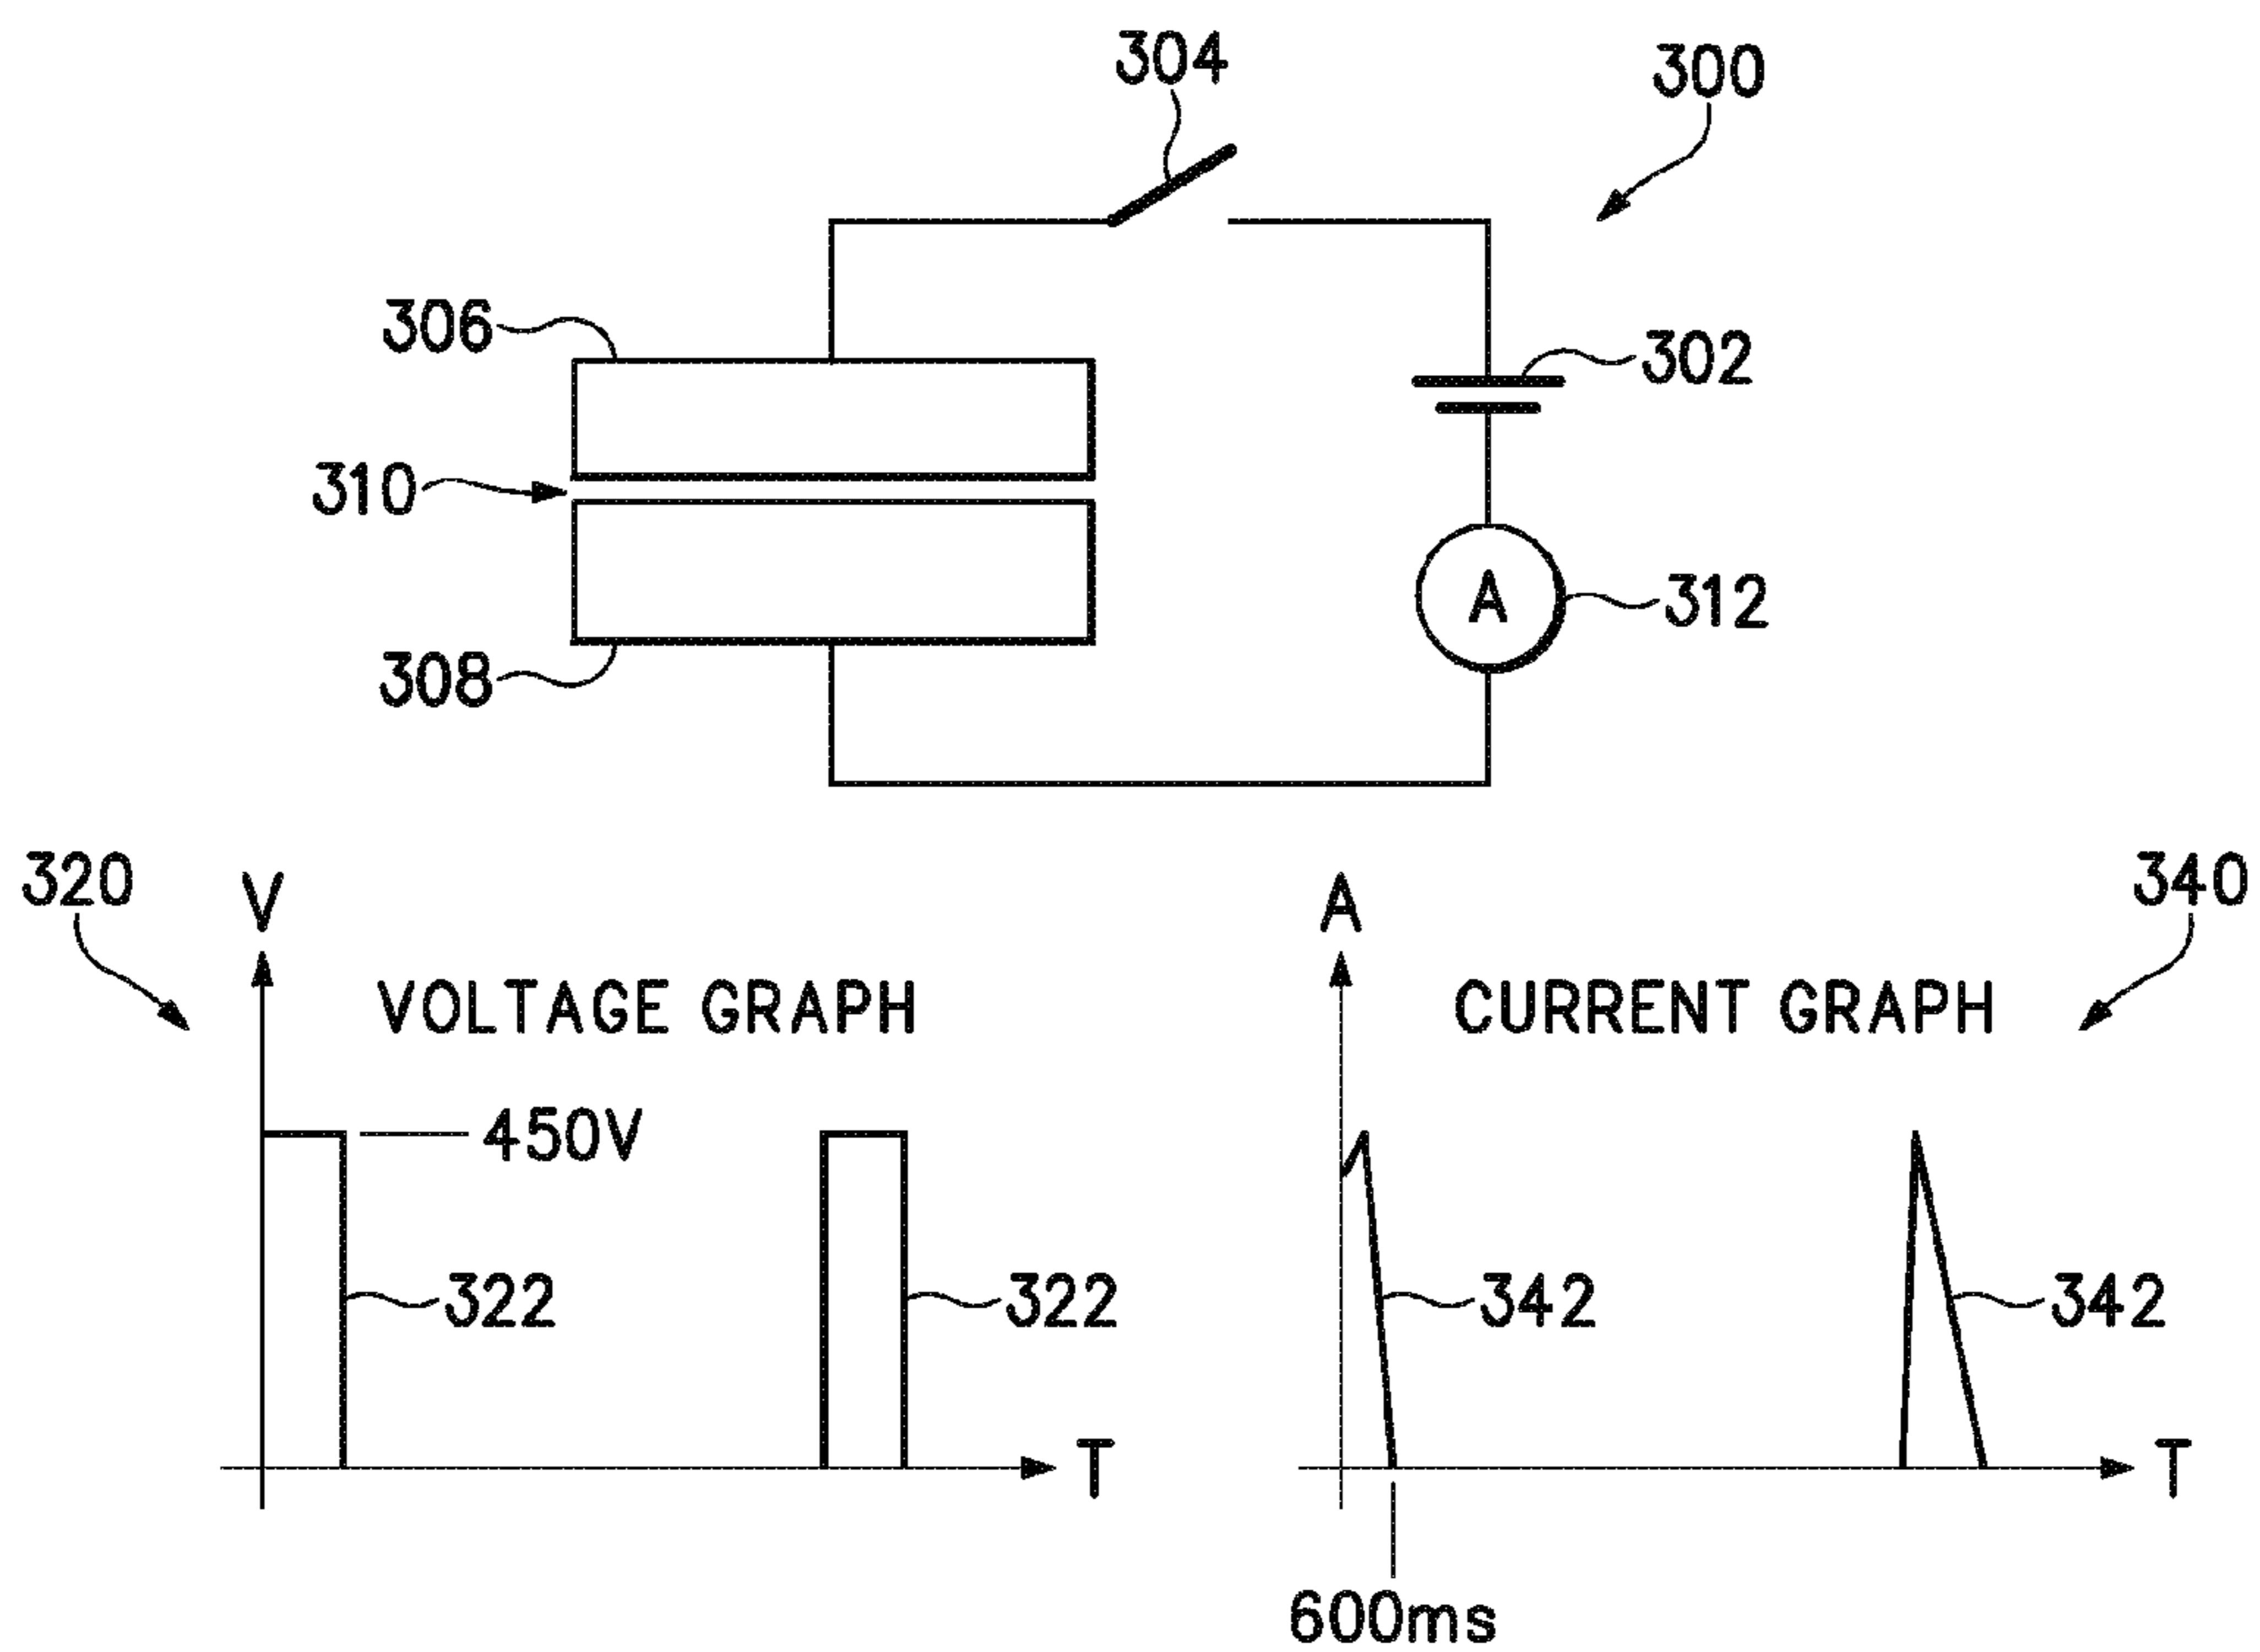 304
300
306
302
310
A
312
308
320
V
A
340
VOLTAGE GRAPH
CURRENT GRAPH
450V
322
322
342
342
T
T
600ms